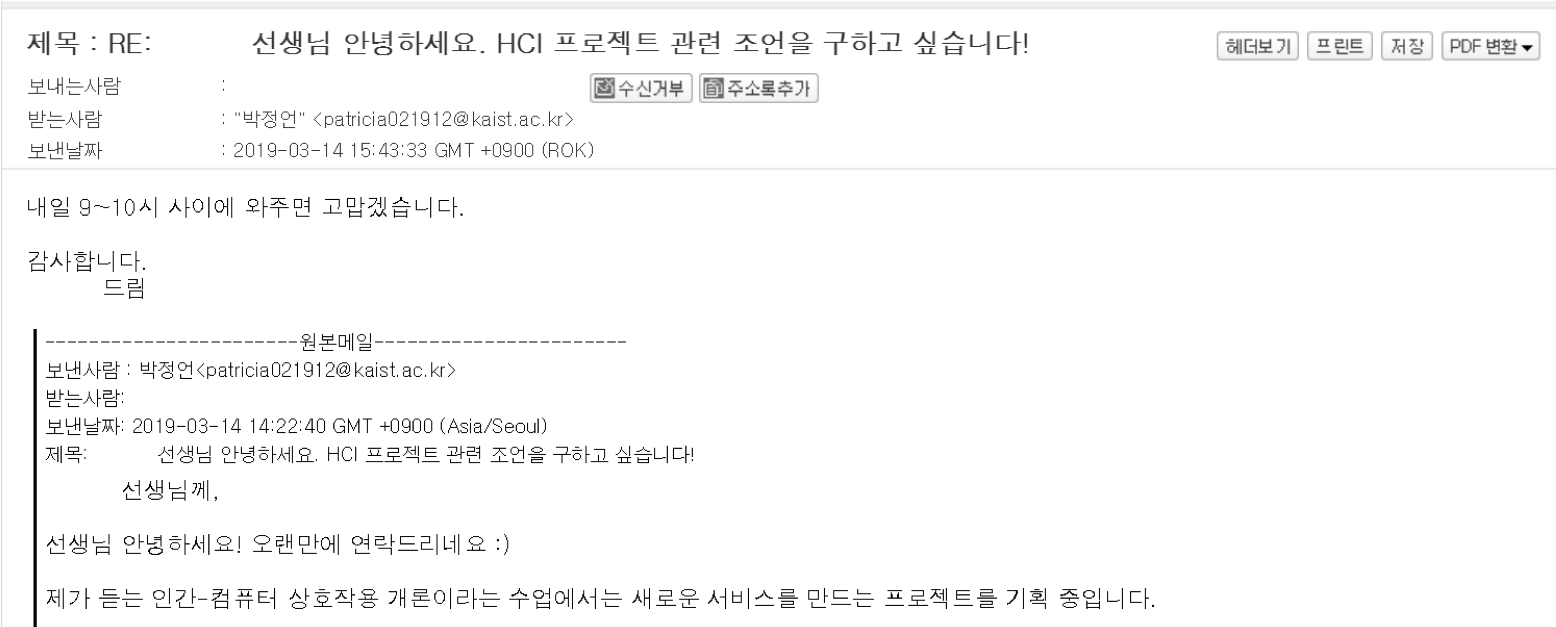 제목 : RE: 선생님 안녕하세요. HCI 프로젝트 관련 조언을 구하고 싶습니다!
헤더보기 프린트 저장 PDF 변환▼
보내는사람 : 수신거부 주소록추가
받는사람 : "박정언" <patricia021912@kaist.ac.kr>
보낸날짜 : 2019-03-14 15:43:33 GMT +0900 (ROK)
내일 9~10시 사이에 와주면 고맙겠습니다.
감사합니다.
드림
-----------------------원본메일-----------------------
보낸사람 : 박정언<patricia021912@kaist.ac.kr>
받는사람:
보낸날짜: 2019-03-14 14:22:40 GMT +0900 (Asia/Seoul)
제목: 선생님 안녕하세요. HCI 프로젝트 관련 조언을 구하고 싶습니다!
선생님께,
선생님 안녕하세요! 오랜만에 연락드리네요 :)
제가 듣는 인간-컴퓨터 상호작용 개론이라는 수업에서는 새로운 서비스를 만드는 프로젝트를 기획 중입니다.